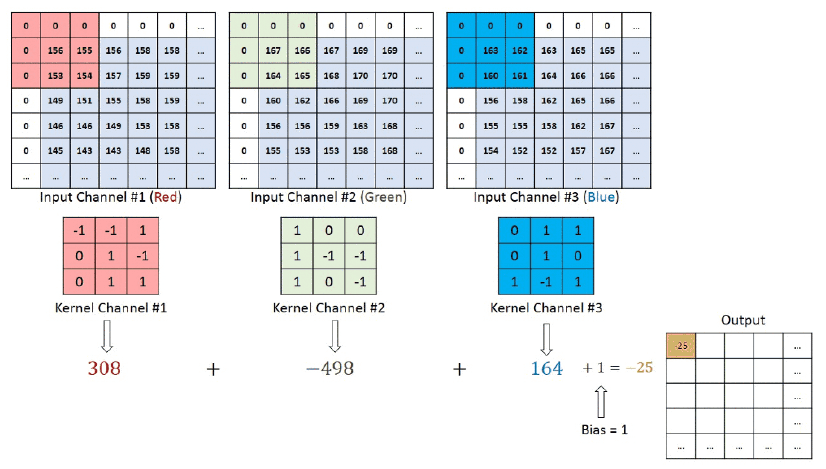 0 0 0 0 0 0 ...
0 156 155 156 158 158 ...
0 153 154 157 159 159 ...
0 149 151 155 158 159 ...
0 146 146 149 153 158 ...
0 145 143 143 148 158 ...
... ... ... ... ... ... ...
Input Channel #1 (Red)
0 0 0 0 0 0 ...
0 167 166 167 169 169 ...
0 164 165 168 170 170 ...
0 160 162 166 169 170 ...
0 156 156 159 163 168 ...
0 155 153 153 158 168 ...
... ... ... ... ... ... ...
Input Channel #2 (Green)
0 0 0 0 0 0 ...
0 163 162 163 165 165 ...
0 160 161 164 166 166 ...
0 156 158 162 165 166 ...
0 155 155 158 162 167 ...
0 154 152 152 157 167 ...
... ... ... ... ... ... ...
Input Channel #3 (Blue)
-1 -1 1
0 1 -1
0 1 1
Kernel Channel #1
1 0 0
1 -1 -1
1 0 -1
Kernel Channel #2
0 1 1
0 1 0
1 -1 1
Kernel Channel #3
308 + −498 + 164 + 1 = −25
Bias = 1
Output
-25 ...
...
...
...
... ... ... ... ...